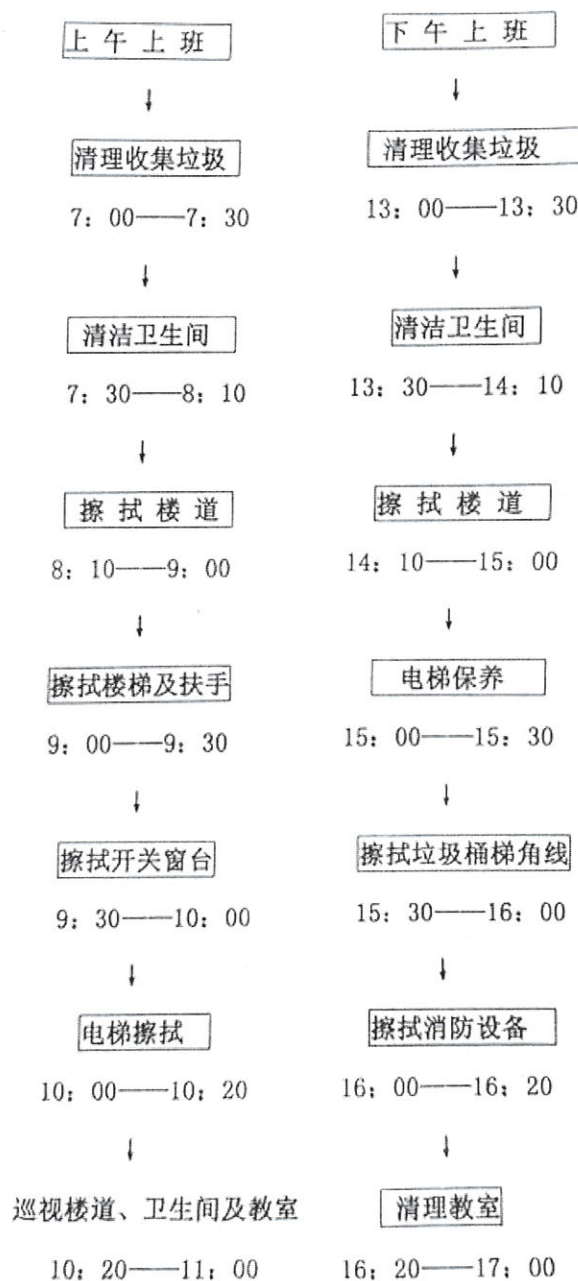 上午上班
清理收集垃圾
7：00——7：30
清洁卫生间
7：30——8：10
擦拭楼道
8：10——9：00
擦拭楼梯及扶手
9：00——9：30
擦拭开关窗台
9：30——10：00
电梯擦拭
10：00——10：20
巡视楼道、卫生间及教室
10：20——11：00
下午上班
清理收集垃圾
13：00——13：30
清洁卫生间
13：30——14：10
擦拭楼道
14：10——15：00
电梯保养
15：00——15：30
擦拭垃圾桶梯角线
15：30——16：00
擦拭消防设备
16：00——16：20
清理教室
16：20——17：00